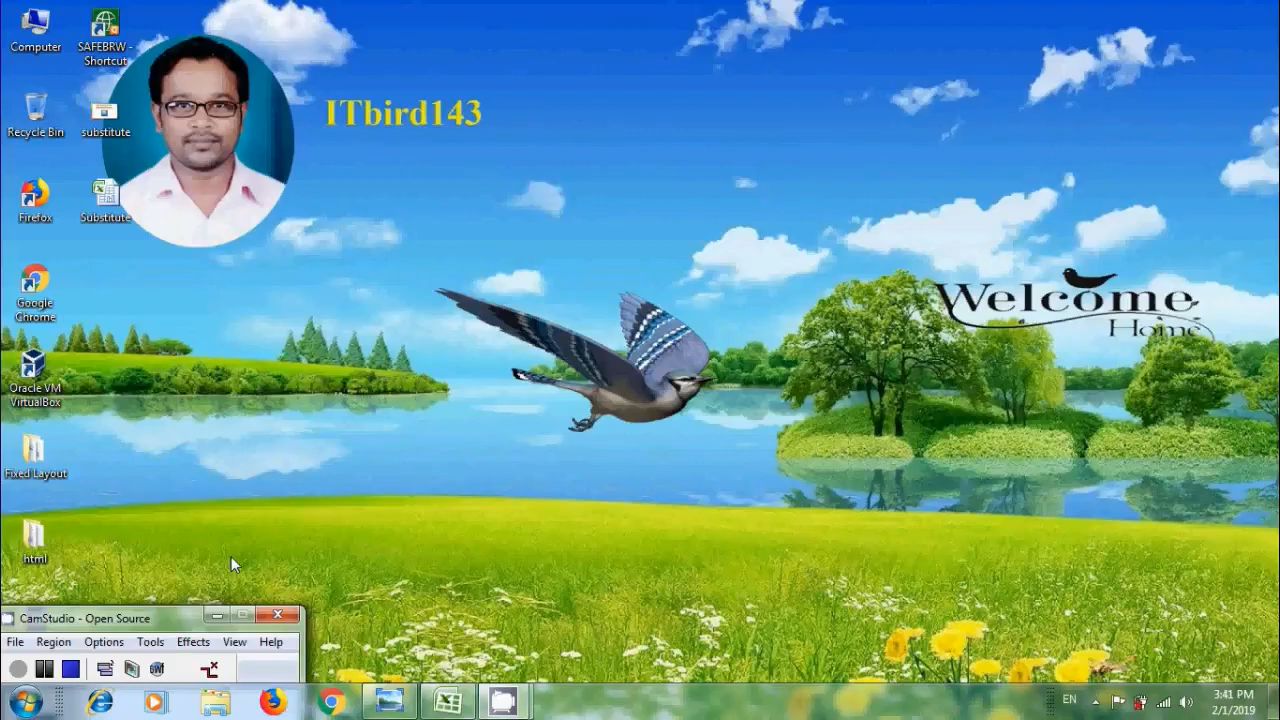 Computer
SAFEBRW -
Shortcut
Recycle Bin
substitute
Firefox
Substitute
Google
Chrome
Oracle VM
VirtualBox
Fixed Layout
html
ITbird143
Welcome
Home
CamStudio - Open Source
File Region Options Tools Effects View Help
EN
3:41 PM
2/1/2019